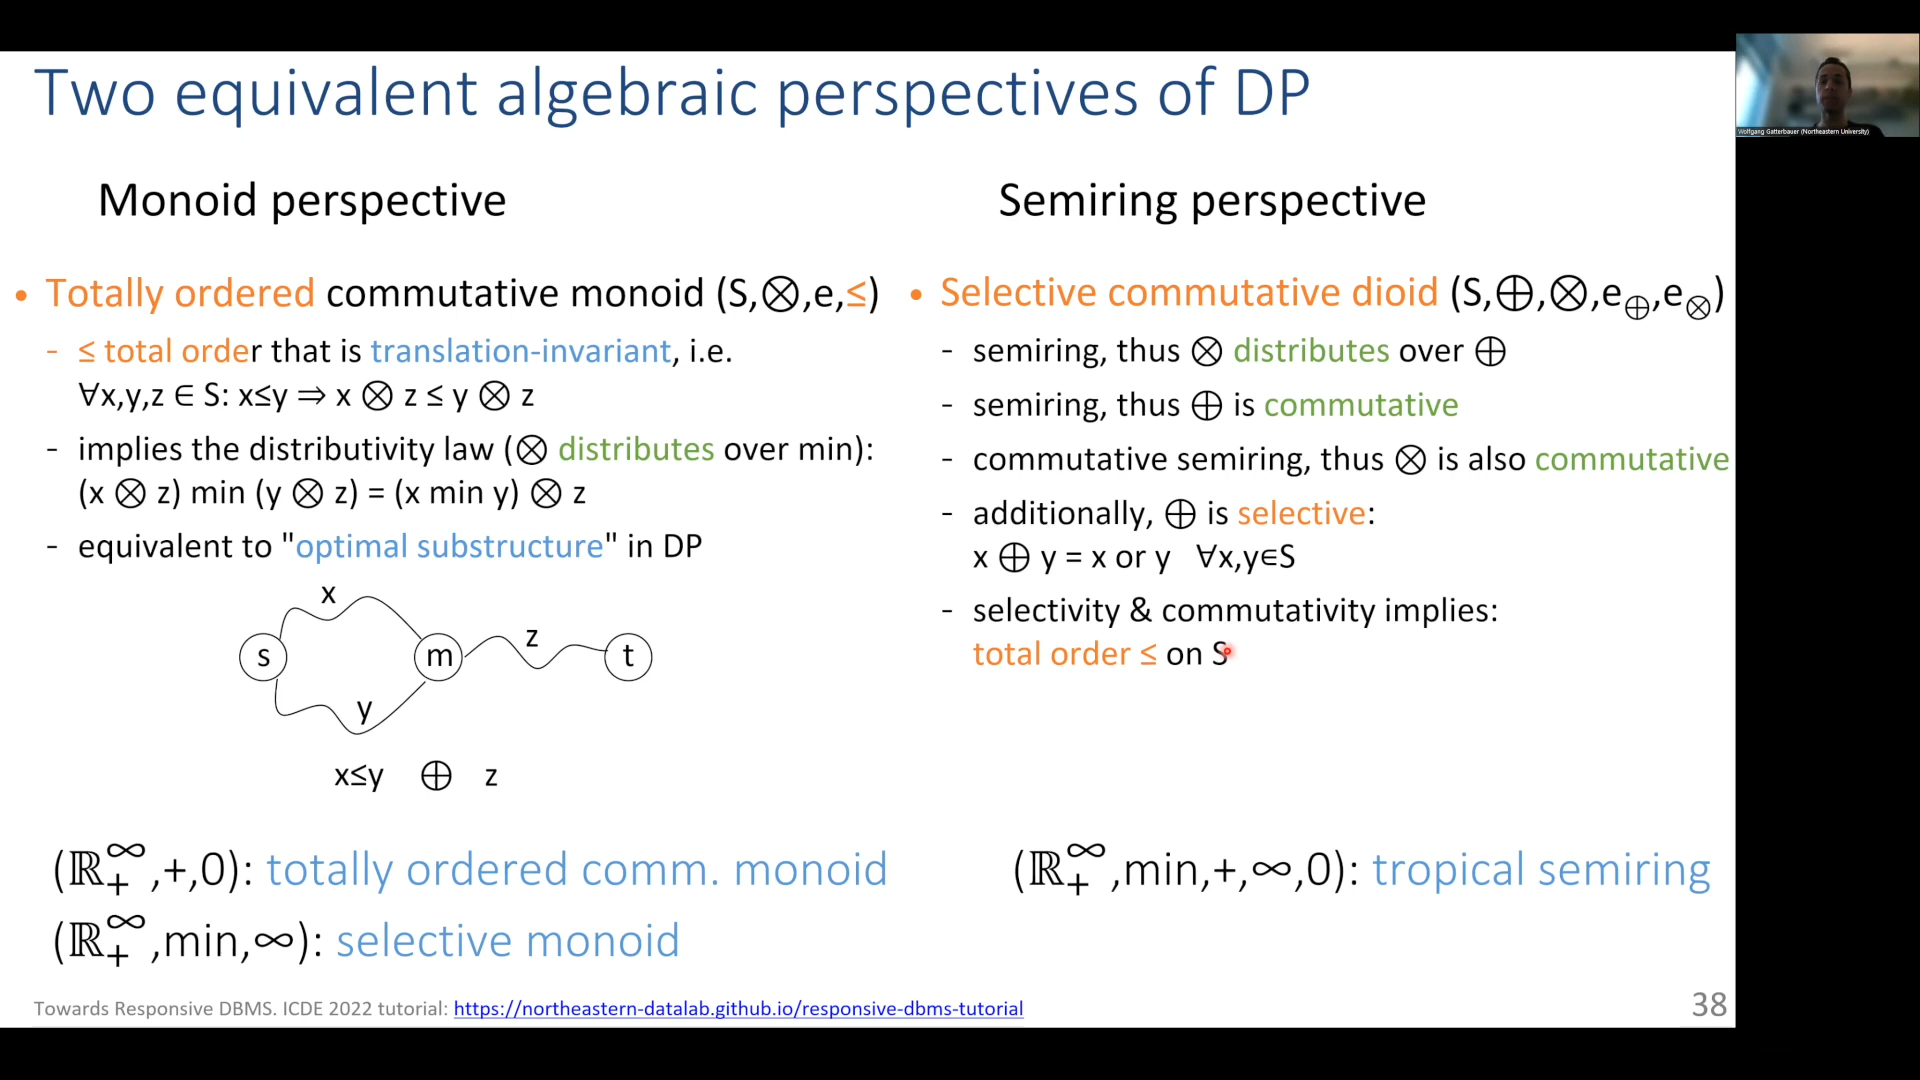 Two equivalent algebraic perspectives of DP
Wolfgang Gatterbauer (Northeastern University)
Monoid perspective
• Totally ordered commutative monoid (S,⊗,e,≤)
- ≤ total order that is translation-invariant, i.e.
∀x,y,z ∈ S: x≤y ⇒ x ⊗ z ≤ y ⊗ z
- implies the distributivity law (⊗ distributes over min):
(x ⊗ z) min (y ⊗ z) = (x min y) ⊗ z
- equivalent to "optimal substructure" in DP
x
s m z t
y
x≤y ⊕ z
(ℝ₊^∞,+,0): totally ordered comm. monoid
(ℝ₊^∞,min,∞): selective monoid
Semiring perspective
• Selective commutative dioid (S,⊕,⊗,e⊕,e⊗)
- semiring, thus ⊗ distributes over ⊕
- semiring, thus ⊕ is commutative
- commutative semiring, thus ⊗ is also commutative
- additionally, ⊕ is selective:
x ⊕ y = x or y ∀x,y∈S
- selectivity & commutativity implies:
total order ≤ on S
(ℝ₊^∞,min,+,∞,0): tropical semiring
Towards Responsive DBMS. ICDE 2022 tutorial: https://northeastern-datalab.github.io/responsive-dbms-tutorial
38